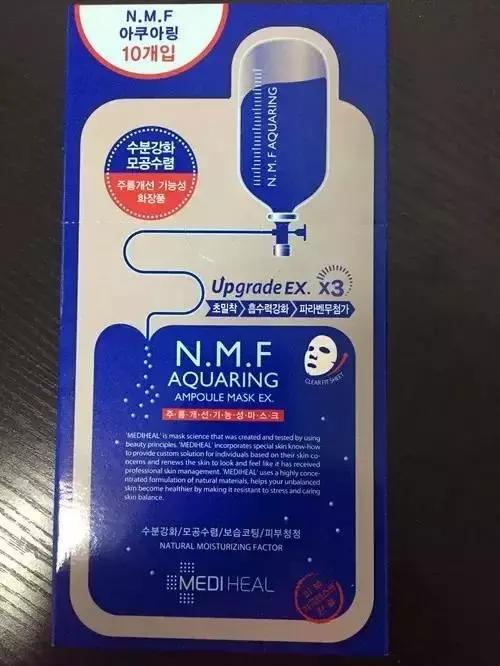 N.M.F
아쿠아링
10개입
N.M.F AQUARING
수분강화
모공수렴
주름개선 기능성
화장품
Upgrade EX. x3
초밀착 흡수력강화 파라벤무첨가
N.M.F
AQUARING
AMPOULE MASK EX.
주·름·개·선·기·능·성·마·스·크
CLEAR FIT SHEET
'MEDIHEAL' is mask science that was created and tested by using
beauty principles. 'MEDIHEAL' incorporates special skin know-how
to provide custom solution for individuals based on their skin co-
ncerns and renews the skin to look and feel like it has received
professional skin management. 'MEDIHEAL' uses a highly conce-
ntrated formulation of natural materials, helps your unbalanced
skin become healthier by making it resistant to stress and caring
skin balance.
수분강화/모공수렴/보습코팅/피부청정
NATURAL MOISTURIZING FACTOR
MEDIHEAL